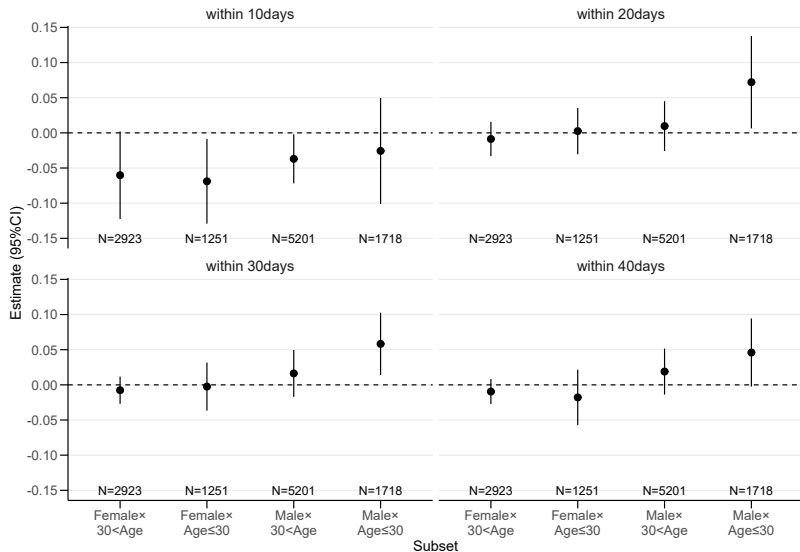 within 10days
within 20days
Estimate (95%CI)
0.15
0.10
0.05
0.00
-0.05
-0.10
-0.15
N=2923
N=1251
N=5201
N=1718
N=2923
N=1251
N=5201
N=1718
within 30days
within 40days
0.15
0.10
0.05
0.00
-0.05
-0.10
-0.15
N=2923
N=1251
N=5201
N=1718
N=2923
N=1251
N=5201
N=1718
Female×
30<Age
Female×
Age≤30
Male×
30<Age
Male×
Age≤30
Female×
30<Age
Female×
Age≤30
Male×
30<Age
Male×
Age≤30
Subset